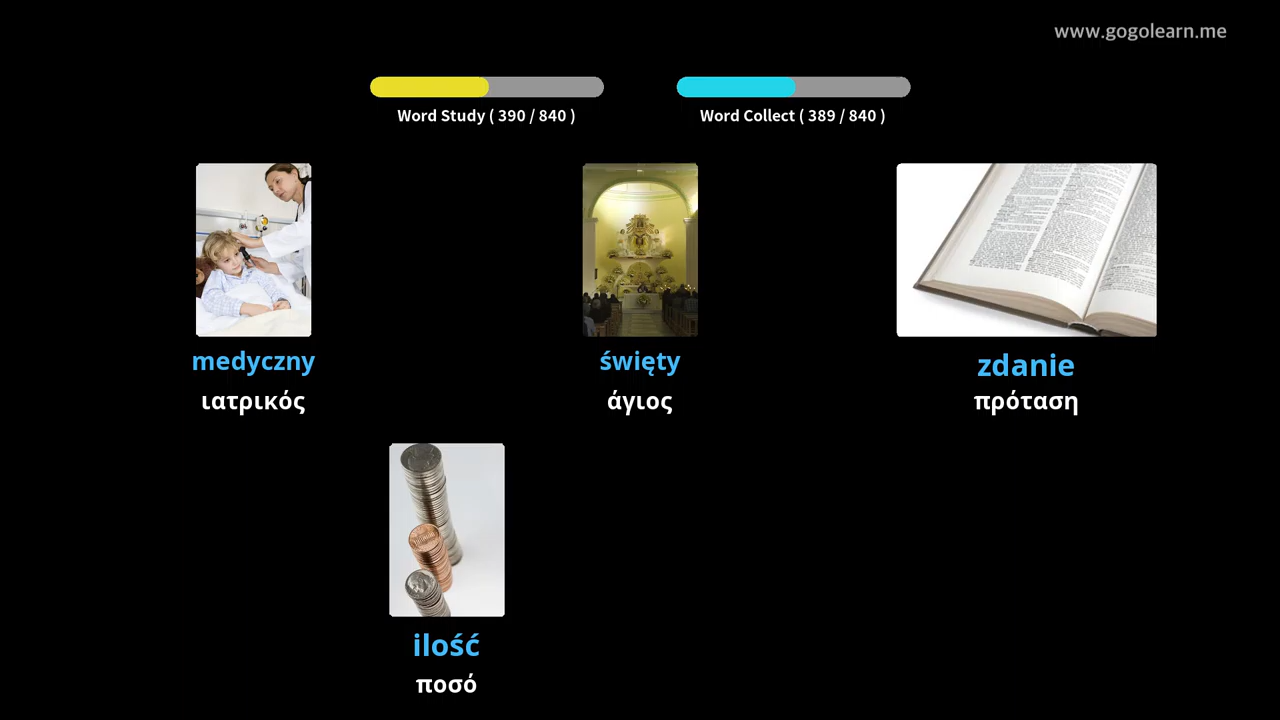 www.gogolearn.me
Word Study ( 390 / 840 )
Word Collect ( 389 / 840 )
medyczny
ιατρικός
święty
άγιος
zdanie
πρόταση
ilość
ποσό